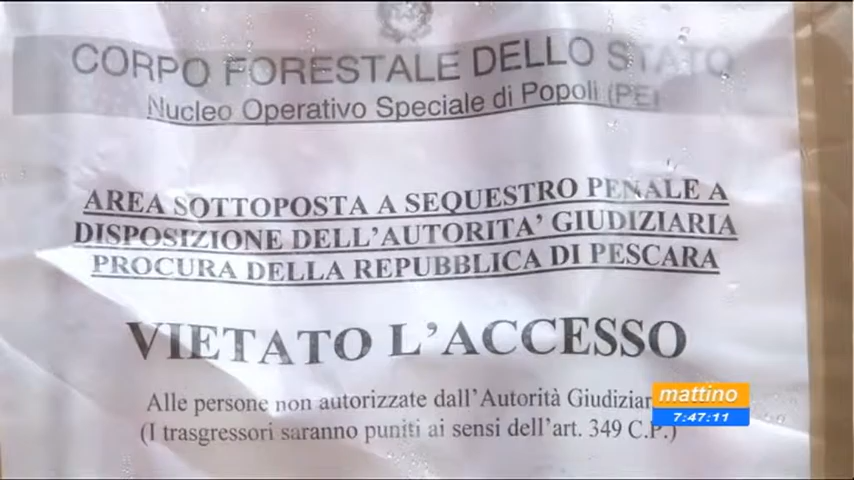 CORPO FORESTALE DELLO STATO
Nucleo Operativo Speciale di Popoli (PE)
AREA SOTTOPOSTA A SEQUESTRO PENALE A
DISPOSIZIONE DELL'AUTORITA' GIUDIZIARIA
PROCURA DELLA REPUBBLICA DI PESCARA
VIETATO L'ACCESSO
Alle persone non autorizzate dall'Autorità
(I trasgressori saranno puniti ai sensi dell'art. 349 C.P.)
mattino
7:47:11